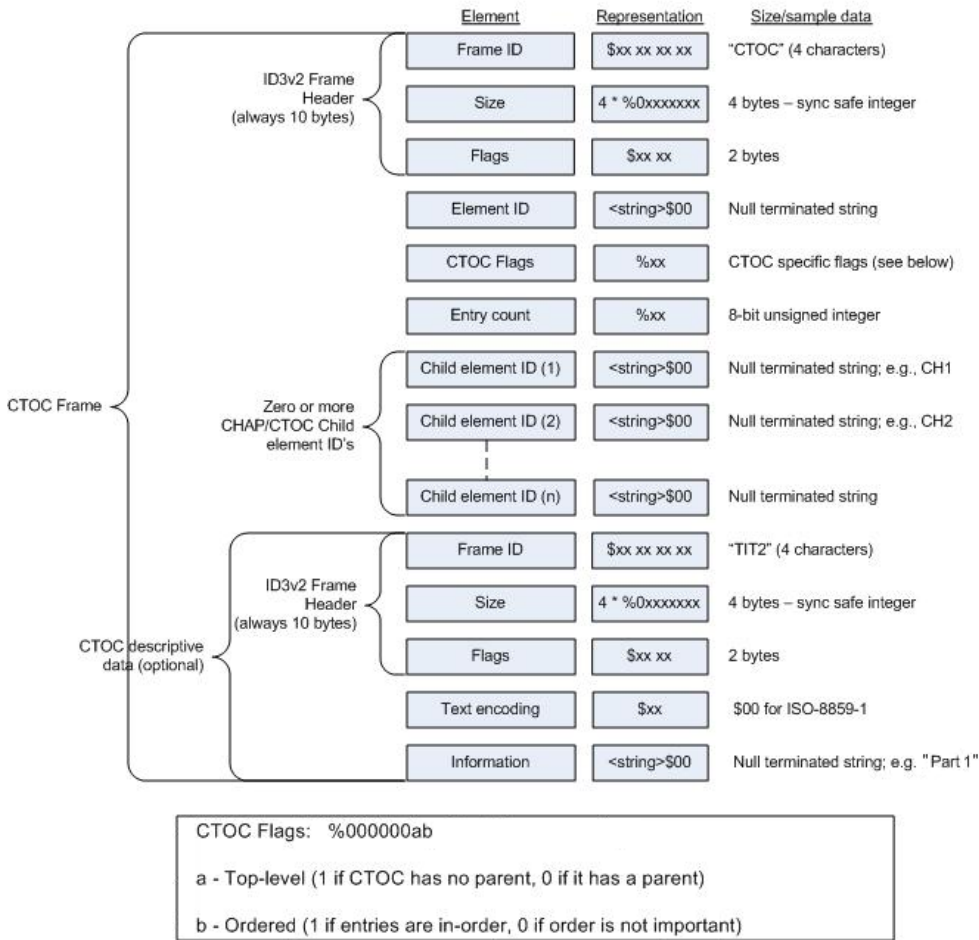 Element Representation Size/sample data
Frame ID $xx xx xx xx “CTOC” (4 characters)
ID3v2 Frame
Header
(always 10 bytes)
Size 4 * %0xxxxxxx 4 bytes – sync safe integer
Flags $xx xx 2 bytes
Element ID <string>$00 Null terminated string
CTOC Flags %xx CTOC specific flags (see below)
Entry count %xx 8-bit unsigned integer
Child element ID (1) <string>$00 Null terminated string; e.g., CH1
CTOC Frame
Zero or more
CHAP/CTOC Child
element ID's
Child element ID (2) <string>$00 Null terminated string; e.g., CH2
Child element ID (n) <string>$00 Null terminated string
Frame ID $xx xx xx xx “TIT2” (4 characters)
ID3v2 Frame
Header
(always 10 bytes)
Size 4 * %0xxxxxxx 4 bytes – sync safe integer
CTOC descriptive
data (optional)
Flags $xx xx 2 bytes
Text encoding $xx $00 for ISO-8859-1
Information <string>$00 Null terminated string; e.g. "Part 1"
CTOC Flags: %000000ab
a - Top-level (1 if CTOC has no parent, 0 if it has a parent)
b - Ordered (1 if entries are in-order, 0 if order is not important)